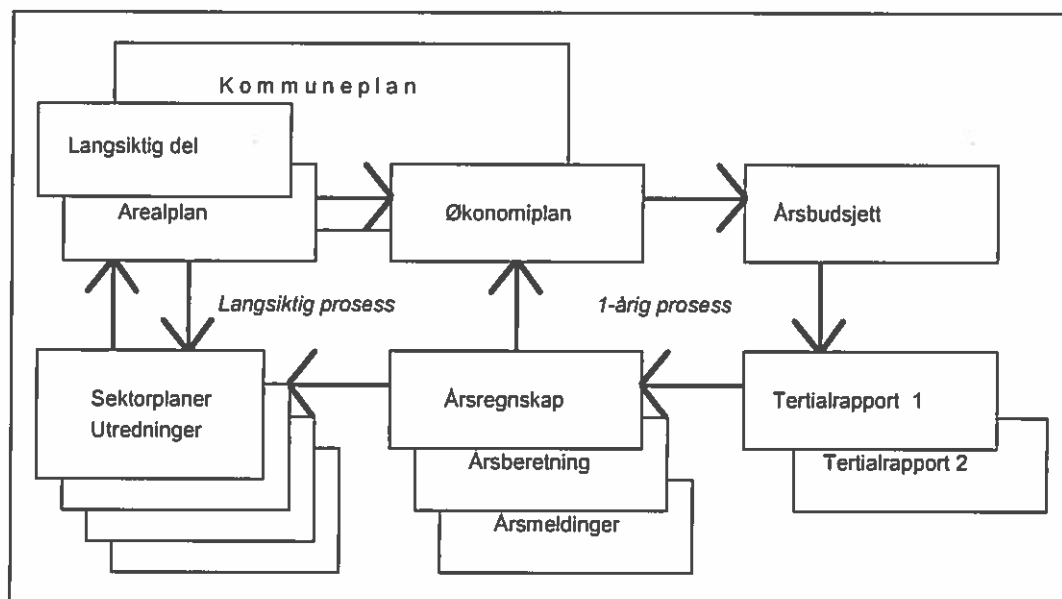 Kommuneplan
Langsiktig del
Arealplan
Økonomiplan
Årsbudsjett
Langsiktig prosess
1-årig prosess
Sektorplaner
Utredninger
Årsregnskap
Årsberetning
Årsmeldinger
Tertialrapport 1
Tertialrapport 2